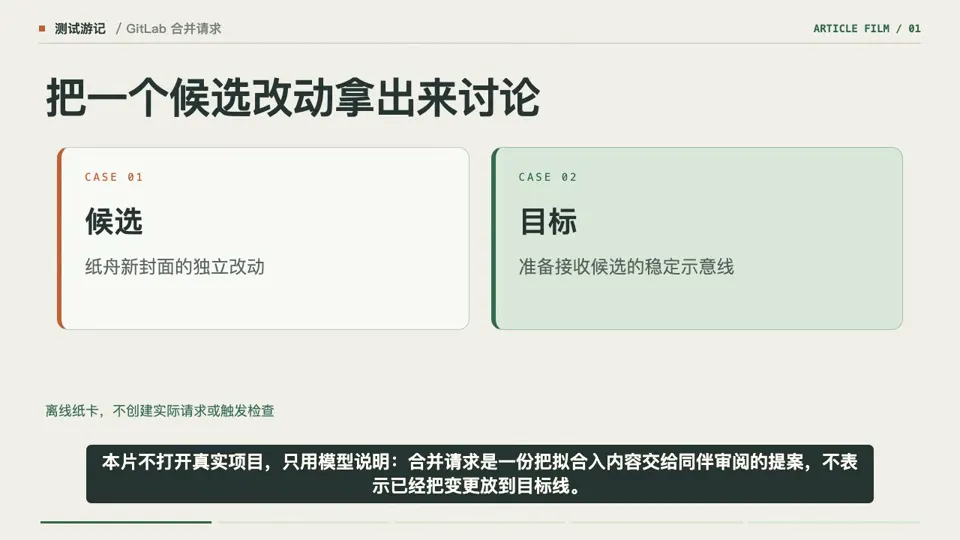 测试游记 / GitLab 合并请求
ARTICLE FILM / 01
把一个候选改动拿出来讨论
CASE 01
候选
纸舟新封面的独立改动
CASE 02
目标
准备接收候选的稳定示意线
离线纸卡，不创建实际请求或触发检查
本片不打开真实项目，只用模型说明：合并请求是一份把拟合入内容交给同伴审阅的提案，不表
示已经把变更放到目标线。